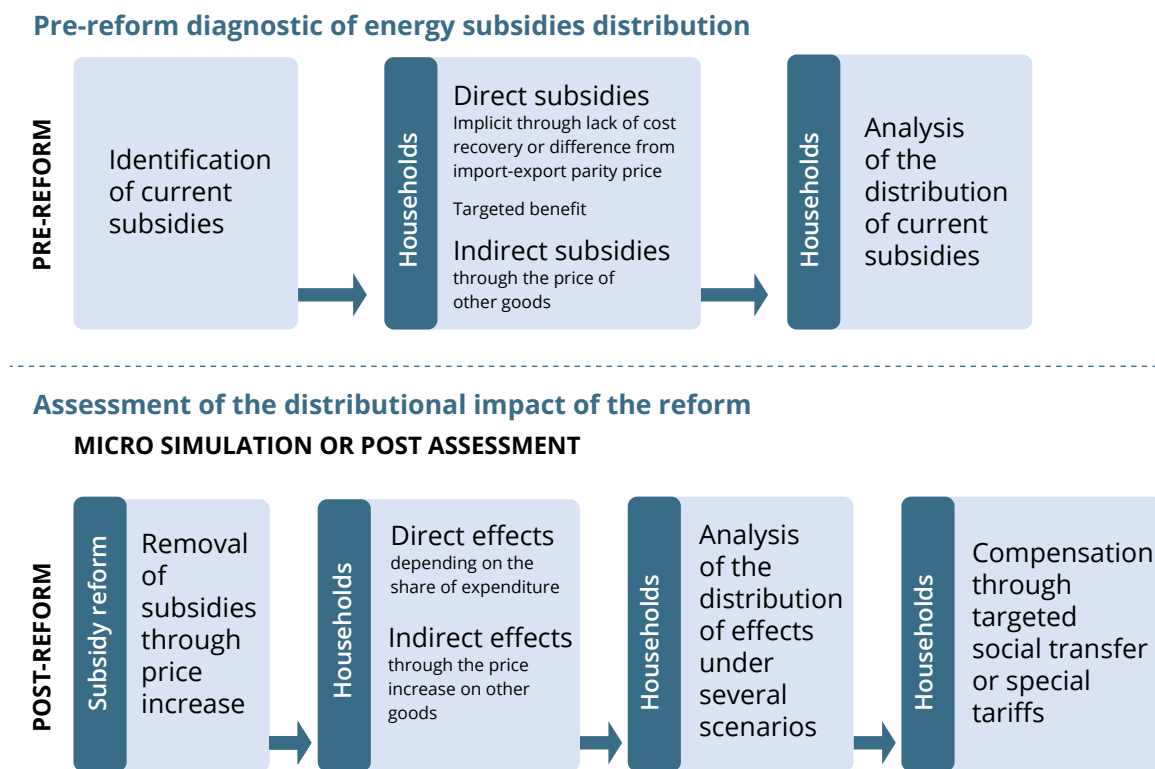 Pre-reform diagnostic of energy subsidies distribution
PRE-REFORM
Identification
of current
subsidies
Households
Direct subsidies
Implicit through lack of cost
recovery or difference from
import-export parity price
Targeted benefit
Indirect subsidies
through the price of
other goods
Households
Analysis
of the
distribution
of current
subsidies
Assessment of the distributional impact of the reform
MICRO SIMULATION OR POST ASSESSMENT
POST-REFORM
Subsidy reform
Removal
of
subsidies
through
price
increase
Households
Direct effects
depending on the
share of expenditure
Indirect effects
through the price
increase on other
goods
Households
Analysis
of the
distribution
of effects
under
several
scenarios
Households
Compensation
through
targeted
social transfer
or special
tariffs